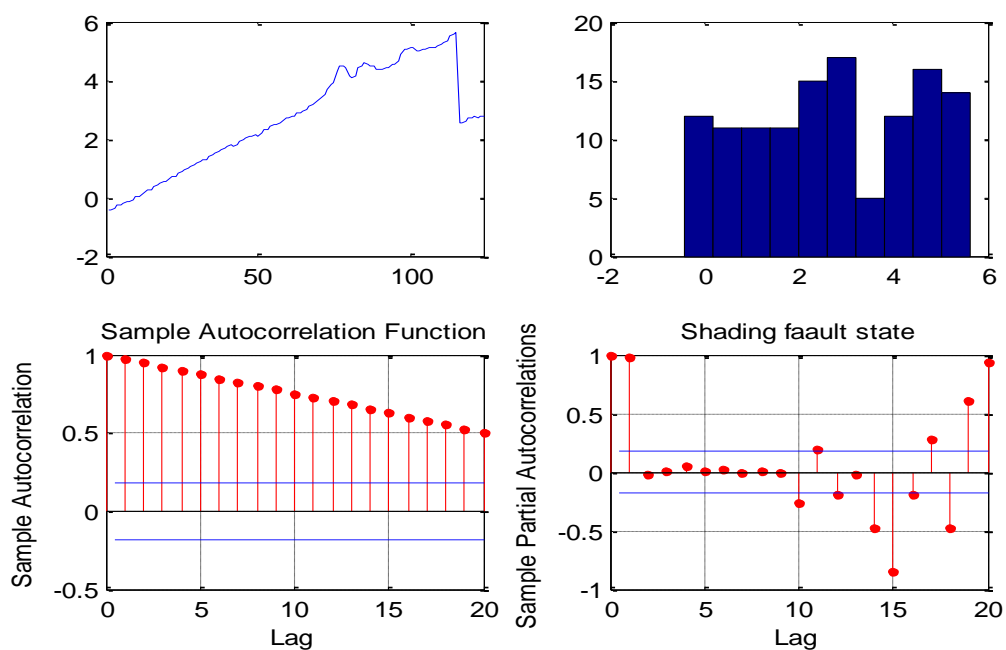 6
4
2
0
-2
0 50 100
20
15
10
5
0
-2 0 2 4 6
Sample Autocorrelation Function
Sample Autocorrelation
1
0.5
0
-0.5
0 5 10 15 20
Lag
Shading faault state
Sample Partial Autocorrelations
1
0.5
0
-0.5
-1
0 5 10 15 20
Lag